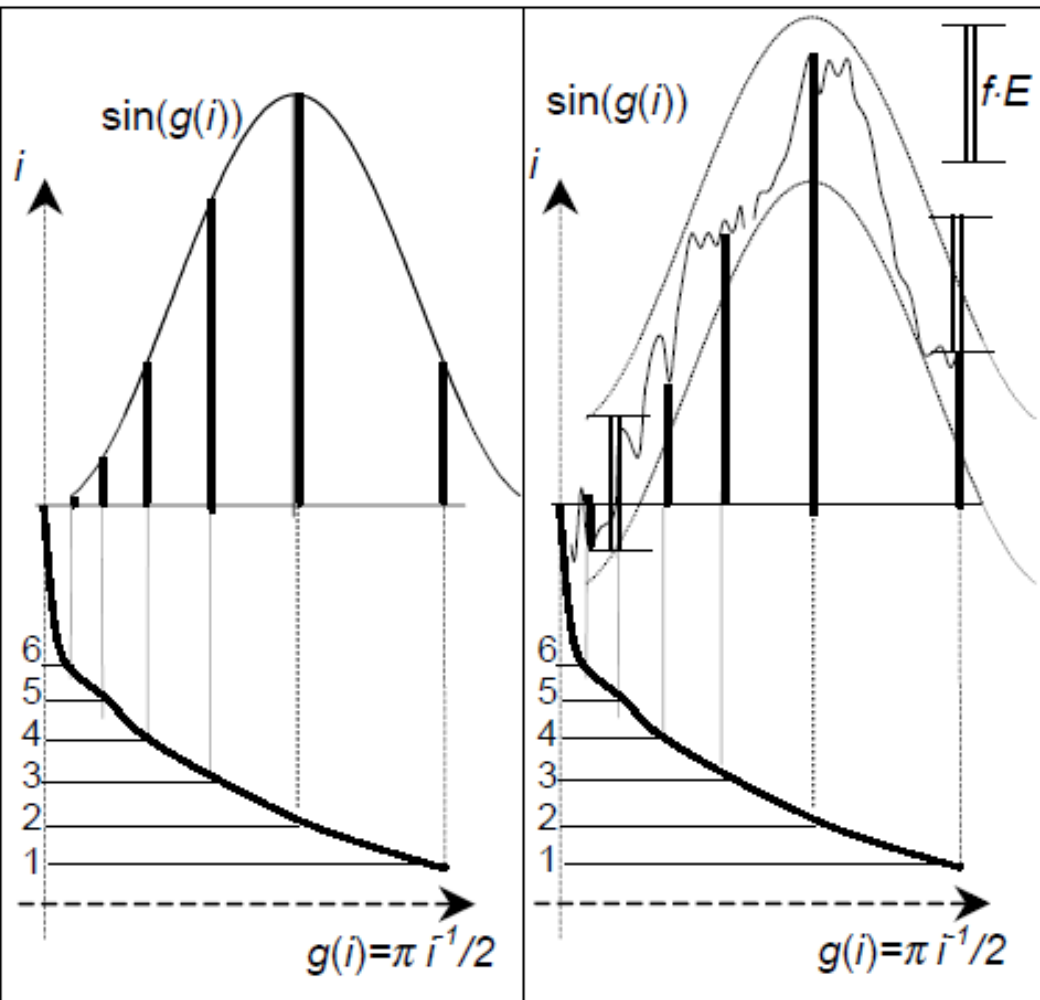 sin(g(i))
i
6
5
4
3
2
1
g(i)=π i⁻¹/2
sin(g(i))
f·E
i
6
5
4
3
2
1
g(i)=π i⁻¹/2